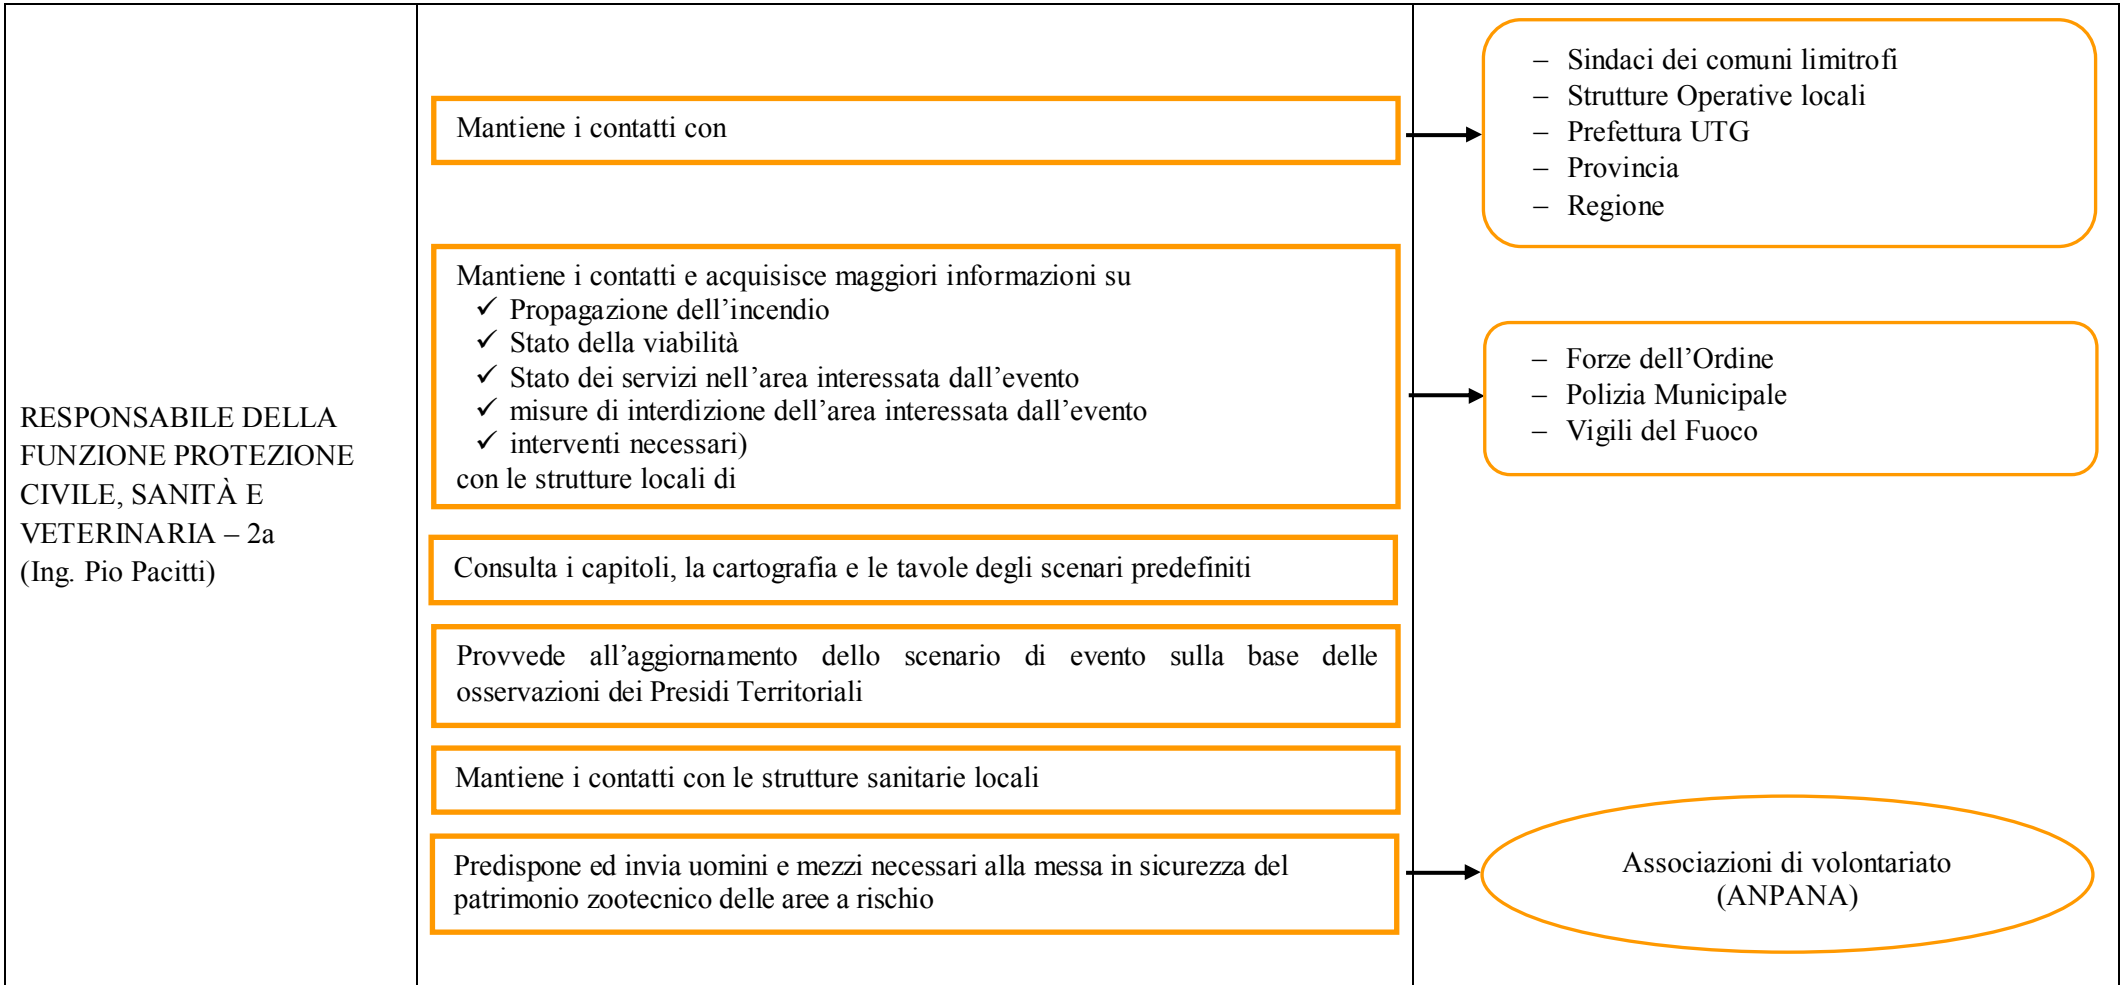 RESPONSABILE DELLA
FUNZIONE PROTEZIONE
CIVILE, SANITÀ E
VETERINARIA – 2a
(Ing. Pio Pacitti)
Mantiene i contatti con
– Sindaci dei comuni limitrofi
– Strutture Operative locali
– Prefettura UTG
– Provincia
– Regione
Mantiene i contatti e acquisisce maggiori informazioni su
✓ Propagazione dell’incendio
✓ Stato della viabilità
✓ Stato dei servizi nell’area interessata dall’evento
✓ misure di interdizione dell’area interessata dall’evento
✓ interventi necessari)
con le strutture locali di
– Forze dell’Ordine
– Polizia Municipale
– Vigili del Fuoco
Consulta i capitoli, la cartografia e le tavole degli scenari predefiniti
Provvede all’aggiornamento dello scenario di evento sulla base delle
osservazioni dei Presidi Territoriali
Mantiene i contatti con le strutture sanitarie locali
Predispone ed invia uomini e mezzi necessari alla messa in sicurezza del
patrimonio zootecnico delle aree a rischio
Associazioni di volontariato
(ANPANA)